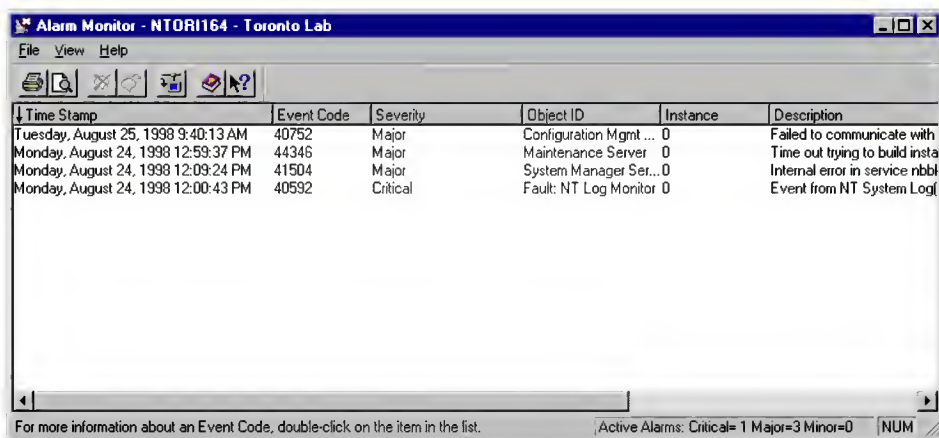 Alarm Monitor - NTORI164 - Toronto Lab
File View Help
Time Stamp Event Code Severity Object ID Instance Description
Tuesday, August 25, 1998 9:40:13 AM 40752 Major Configuration Mgmt ... 0 Failed to communicate with
Monday, August 24, 1998 12:59:37 PM 44346 Major Maintenance Server 0 Time out trying to build insta
Monday, August 24, 1998 12:09:24 PM 41504 Major System Manager Ser... 0 Internal error in service nbbl
Monday, August 24, 1998 12:00:43 PM 40592 Critical Fault: NT Log Monitor 0 Event from NT System Log(
For more information about an Event Code, double-click on the item in the list. Active Alarms: Critical= 1 Major=3 Minor=0 NUM